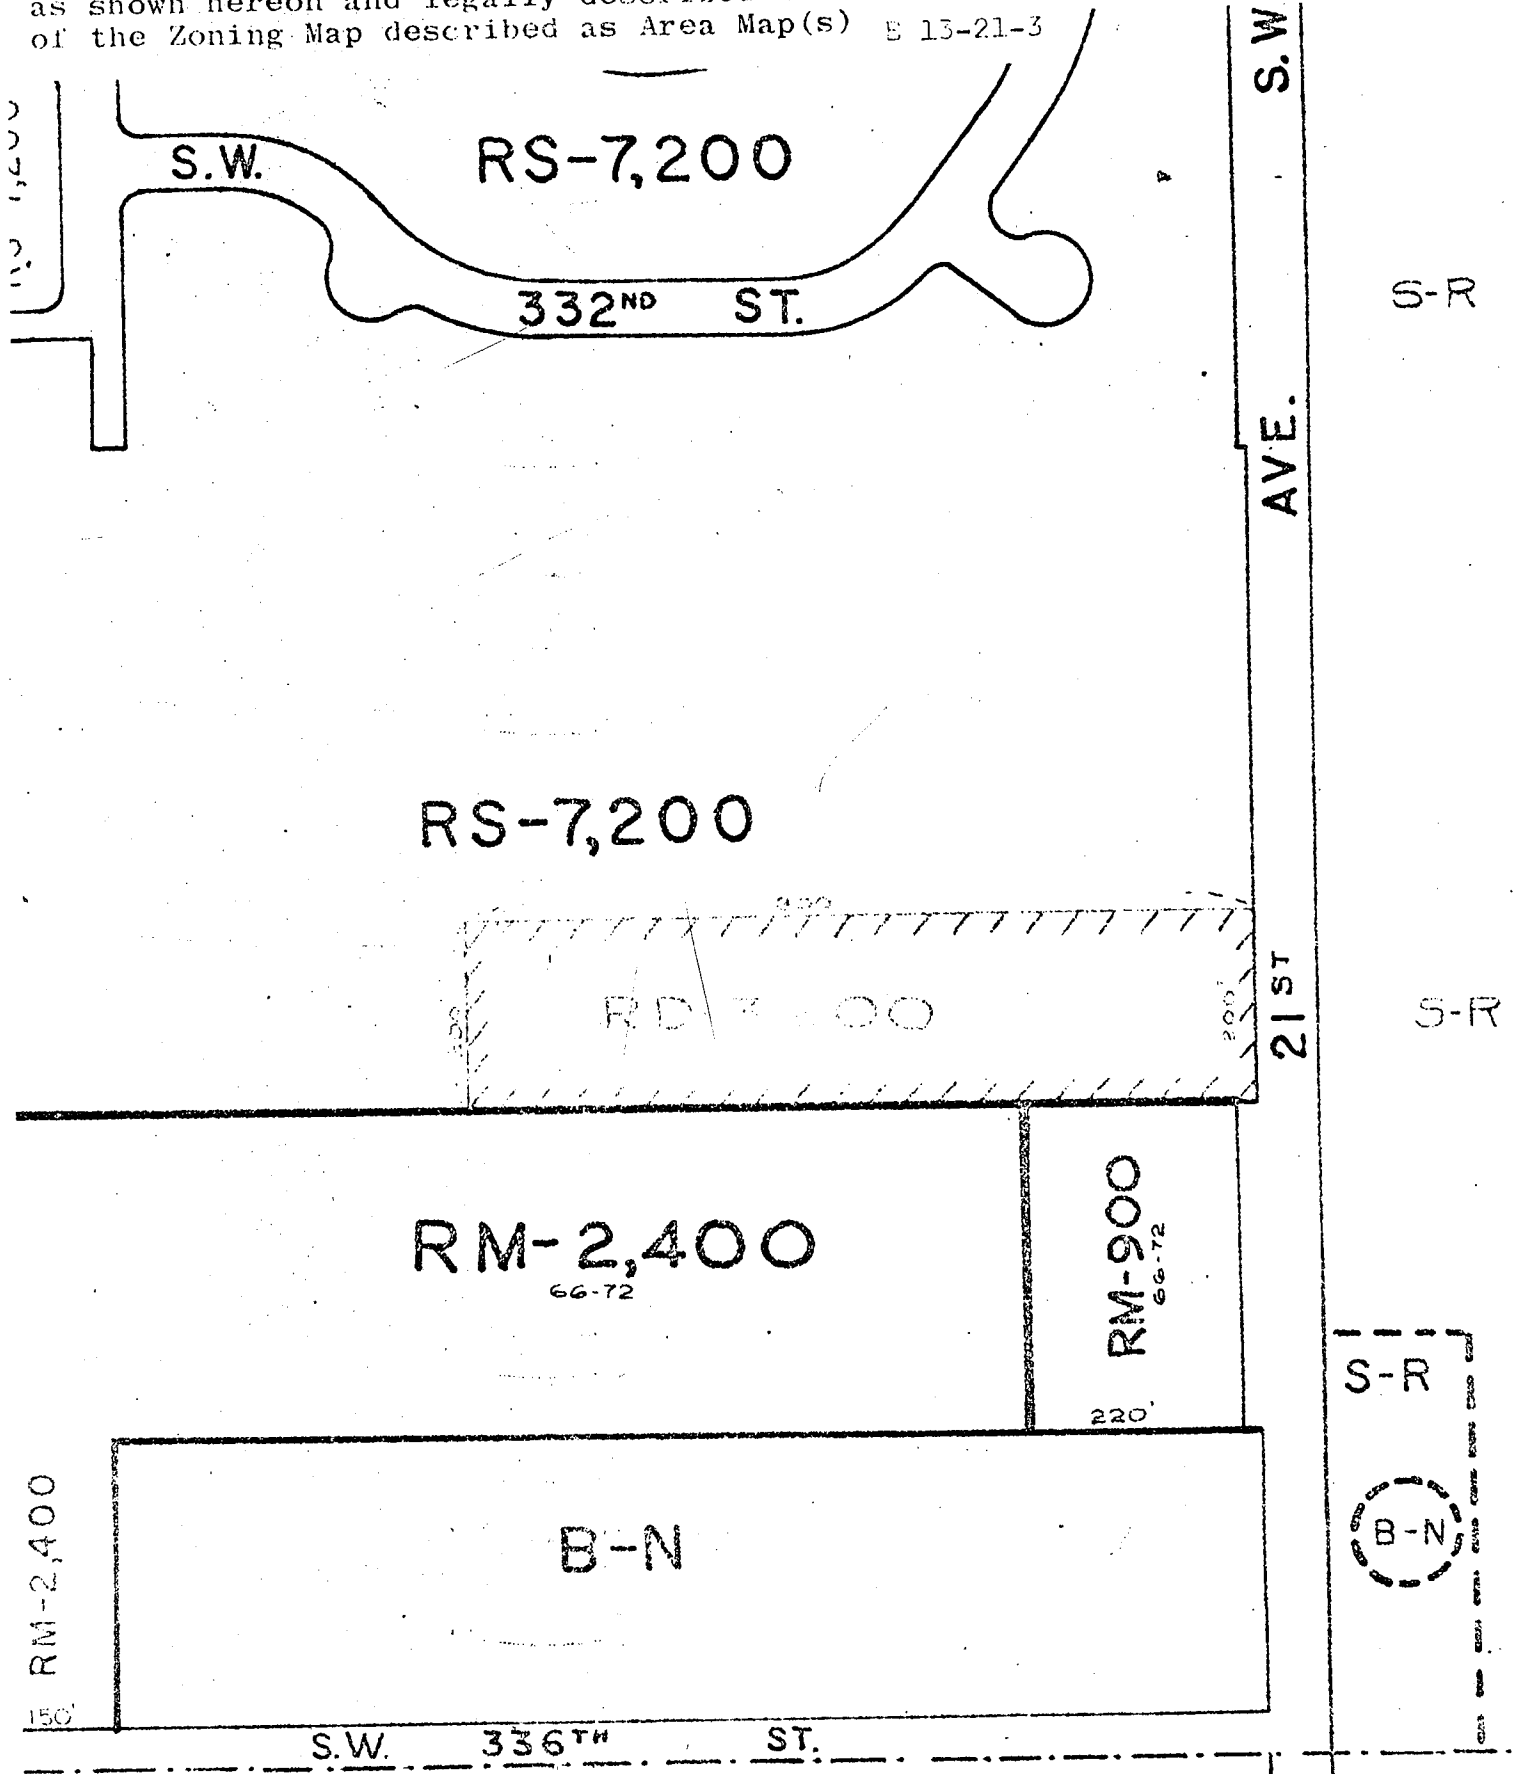 as shown hereon and legally described
of the Zoning Map described as Area Map(s) E 13-21-3
S.W.
RS-7,200
S.W.
332ND ST.
S-R
AVE.
RS-7,200
21ST
200'
S-R
RM-2,400
66-72
RM-900
66-72
220'
S-R
B-N
B-N
RM-2,400
150'
S.W. 336TH ST.